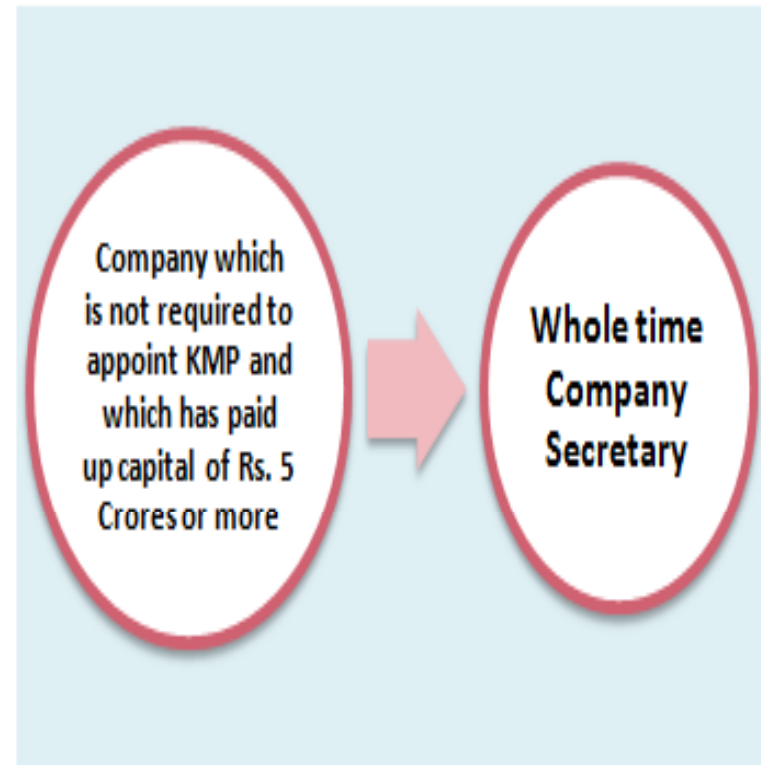 Company which
is not required to
appoint KMP and
which has paid
up capital of Rs. 5
Crores or more
Whole time
Company
Secretary